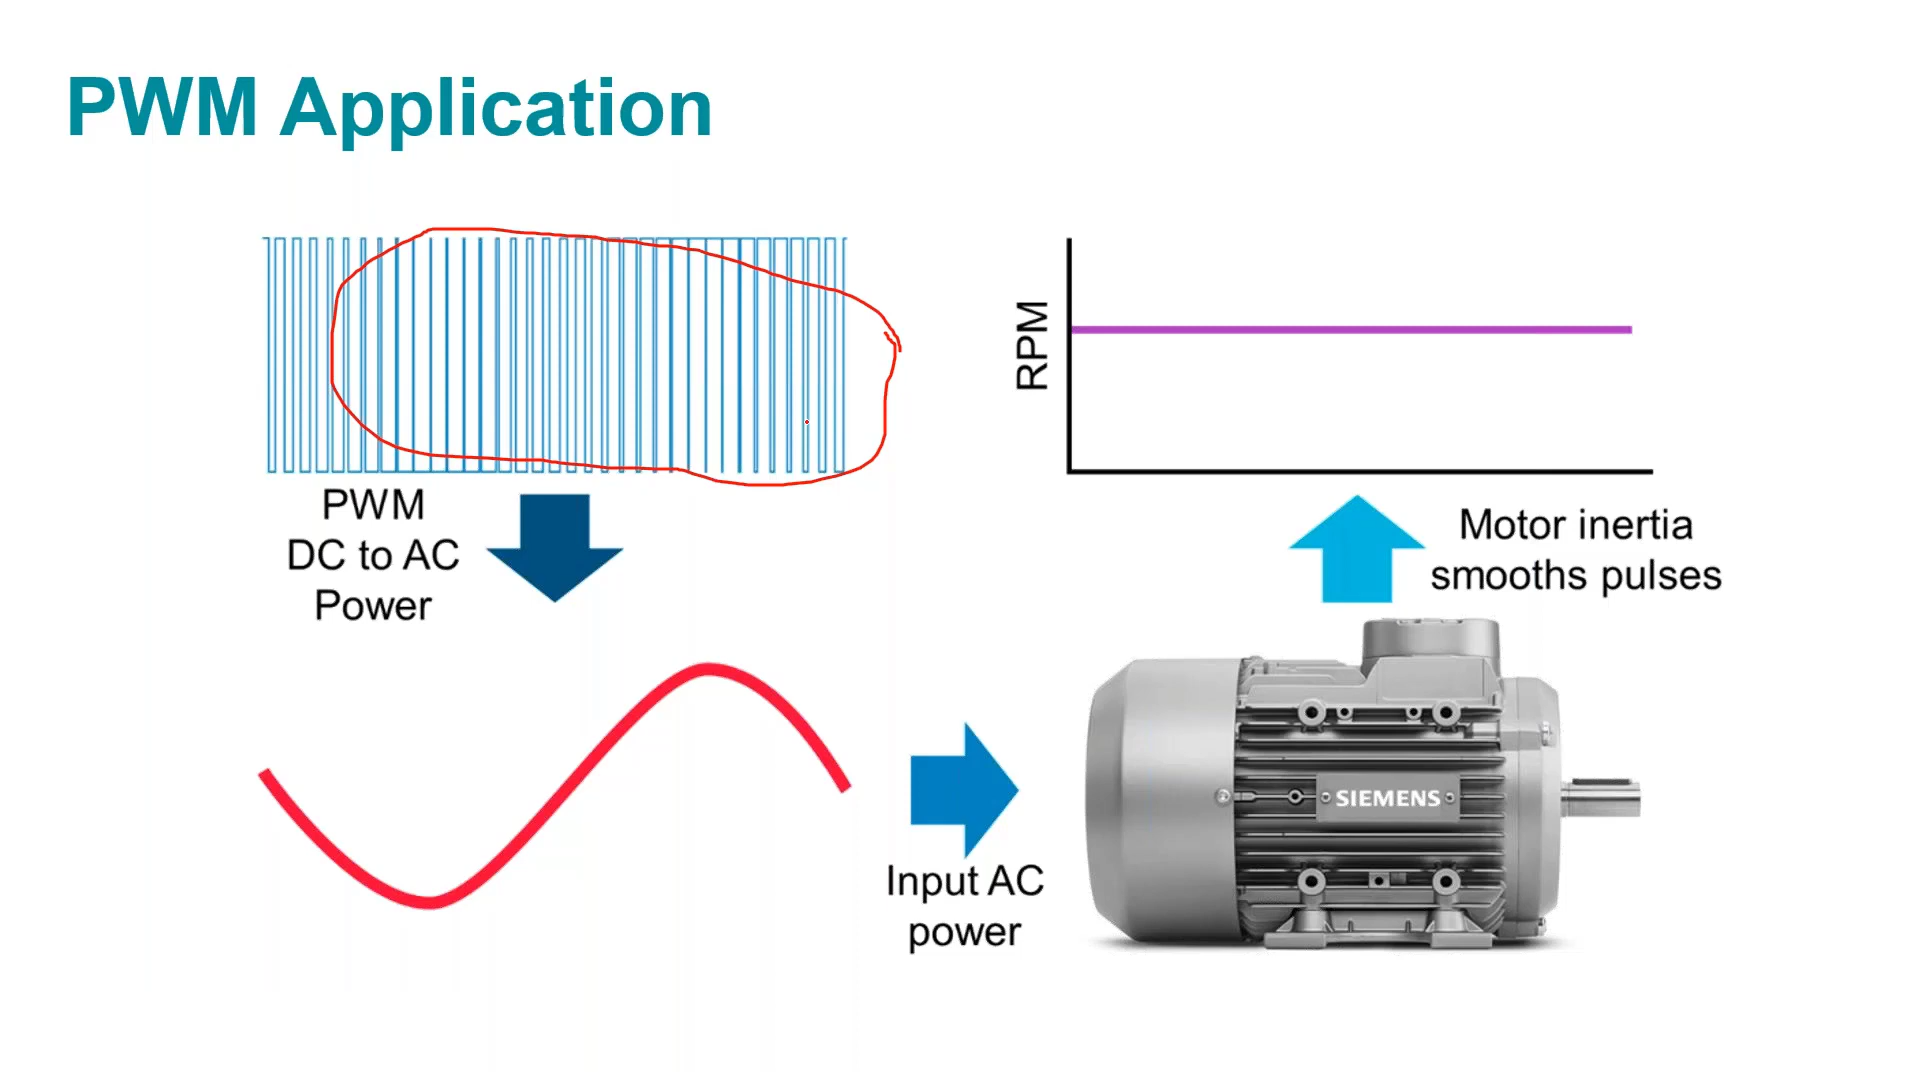 PWM Application
PWM
DC to AC
Power
RPM
Motor inertia
smooths pulses
Input AC
power
SIEMENS